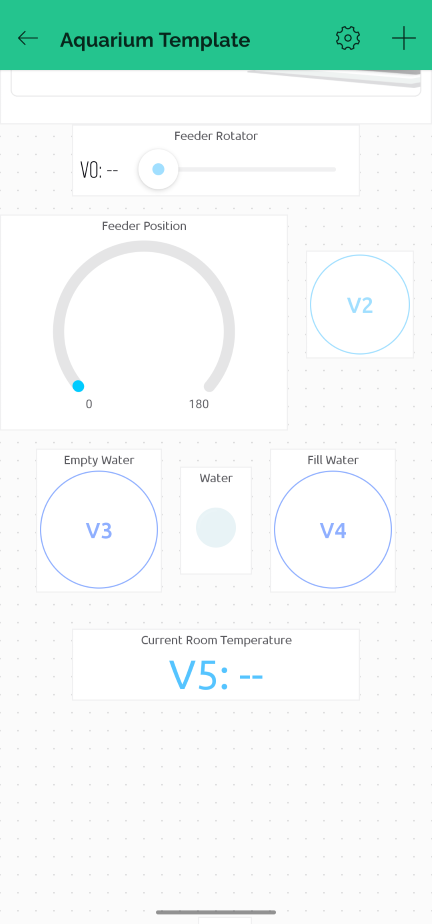 Aquarium Template
Feeder Rotator
V0: --
Feeder Position
0
180
V2
Empty Water
V3
Water
Fill Water
V4
Current Room Temperature
V5: --